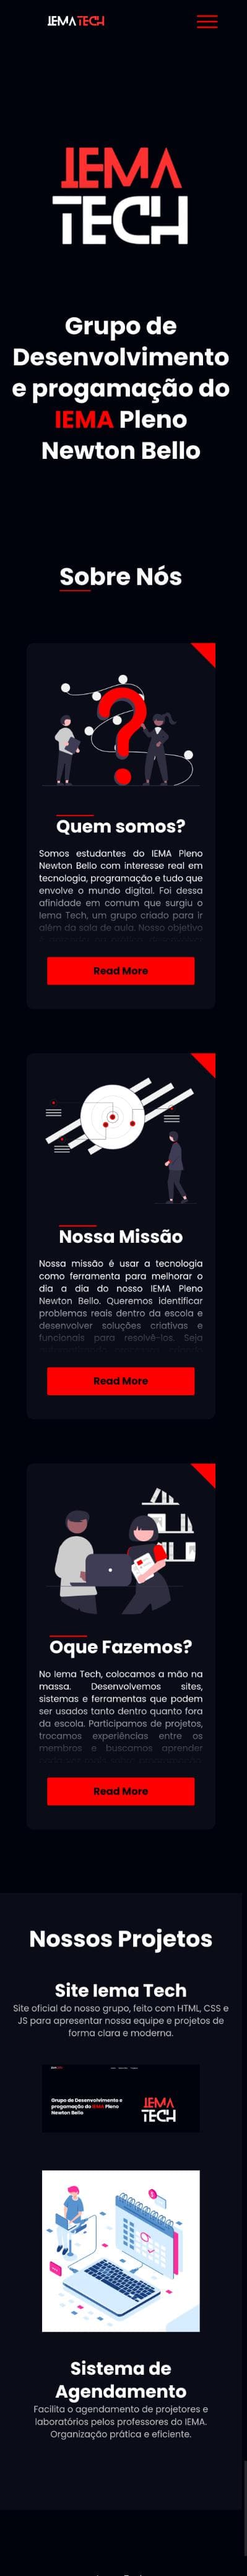 IEMA TECH
IEMA
TECH
Grupo de
Desenvolvimento
e progamação do
IEMA Pleno
Newton Bello
Sobre Nós
Quem somos?
Somos estudantes do IEMA Pleno
Newton Bello com interesse real em
tecnologia, programação e tudo que
envolve o mundo digital. Foi dessa
afinidade em comum que surgiu o
Iema Tech, um grupo criado para ir
além da sala de aula. Nosso objetivo
Read More
Nossa Missão
Nossa missão é usar a tecnologia
como ferramenta para melhorar o
dia a dia do nosso IEMA Pleno
Newton Bello. Queremos identificar
problemas reais dentro da escola e
desenvolver soluções criativas e
funcionais para resolvê-los. Seja
Read More
Oque Fazemos?
No Iema Tech, colocamos a mão na
massa. Desenvolvemos sites,
sistemas e ferramentas que podem
ser usados tanto dentro quanto fora
da escola. Participamos de projetos,
trocamos experiências entre os
membros e buscamos aprender
Read More
Nossos Projetos
Site Iema Tech
Site oficial do nosso grupo, feito com HTML, CSS e
JS para apresentar nossa equipe e projetos de
forma clara e moderna.
Grupo de Desenvolvimento e
progamação do IEMA Pleno
Newton Bello
IEMA
TECH
Sistema de
Agendamento
Facilita o agendamento de projetores e
laboratórios pelos professores do IEMA.
Organização prática e eficiente.